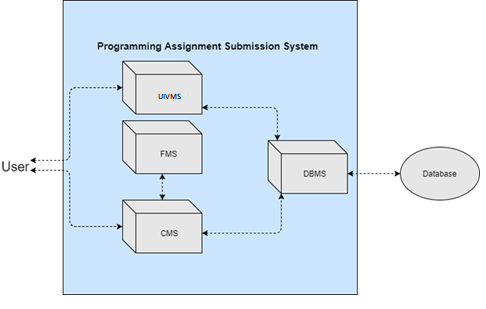 Programming Assignment Submission System
UIVMS
FMS
User
DBMS
Database
CMS